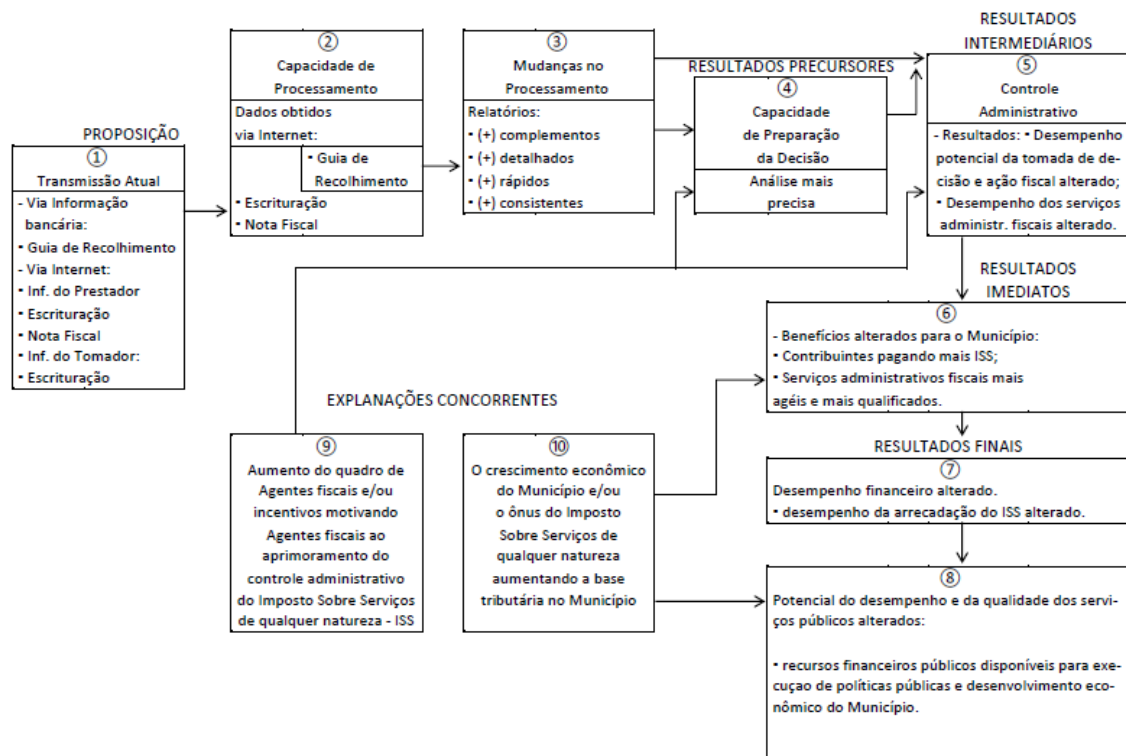 PROPOSIÇÃO
①
Transmissão Atual
- Via Informação
bancária:
▪ Guia de Recolhimento
- Via Internet:
▪ Inf. do Prestador
▪ Escrituração
▪ Nota Fiscal
▪ Inf. do Tomador:
▪ Escrituração
②
Capacidade de
Processamento
Dados obtidos
via Internet:
▪ Guia de
Recolhimento
▪ Escrituração
▪ Nota Fiscal
③
Mudanças no
Processamento
Relatórios:
▪ (+) complementos
▪ (+) detalhados
▪ (+) rápidos
▪ (+) consistentes
RESULTADOS PRECURSORES
④
Capacidade
de Preparação
da Decisão
Análise mais
precisa
RESULTADOS
INTERMEDIÁRIOS
⑤
Controle
Administrativo
- Resultados: ▪ Desempenho
potencial da tomada de de-
cisão e ação fiscal alterado;
▪ Desempenho dos serviços
administr. fiscais alterado.
RESULTADOS
IMEDIATOS
⑥
- Benefícios alterados para o Município:
▪ Contribuintes pagando mais ISS;
▪ Serviços administrativos fiscais mais
agéis e mais qualificados.
RESULTADOS FINAIS
⑦
Desempenho financeiro alterado.
▪ desempenho da arrecadação do ISS alterado.
⑧
Potencial do desempenho e da qualidade dos servi-
ços públicos alterados:
▪ recursos financeiros públicos disponíveis para exe-
cuçao de políticas públicas e desenvolvimento eco-
nômico do Município.
EXPLANAÇÕES CONCORRENTES
⑨
Aumento do quadro de
Agentes fiscais e/ou
incentivos motivando
Agentes fiscais ao
aprimoramento do
controle administrativo
do Imposto Sobre Serviços
de qualquer natureza - ISS
⑩
O crescimento econômico
do Município e/ou
o ônus do Imposto
Sobre Serviços de
qualquer natureza
aumentando a base
tributária no Município